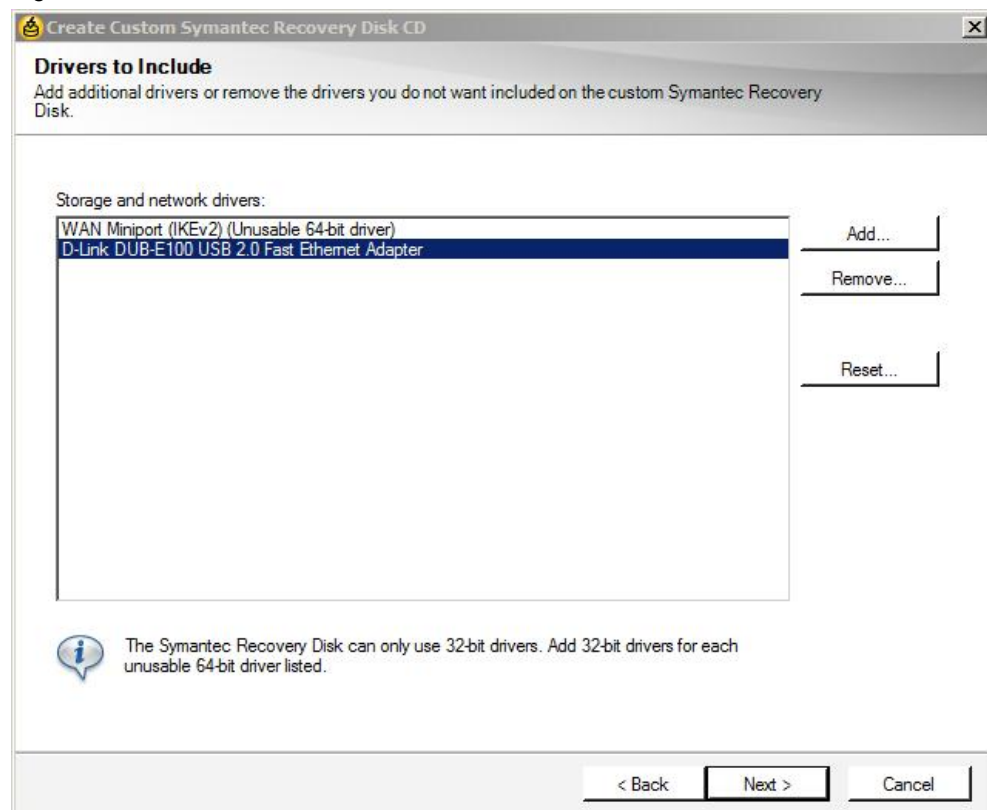 Create Custom Symantec Recovery Disk CD
Drivers to Include
Add additional drivers or remove the drivers you do not want included on the custom Symantec Recovery
Disk.
Storage and network drivers:
WAN Miniport (IKEv2) (Unusable 64-bit driver)
D-Link DUB-E100 USB 2.0 Fast Ethernet Adapter
Add...
Remove...
Reset...
The Symantec Recovery Disk can only use 32-bit drivers. Add 32-bit drivers for each
unusable 64-bit driver listed.
< Back
Next >
Cancel